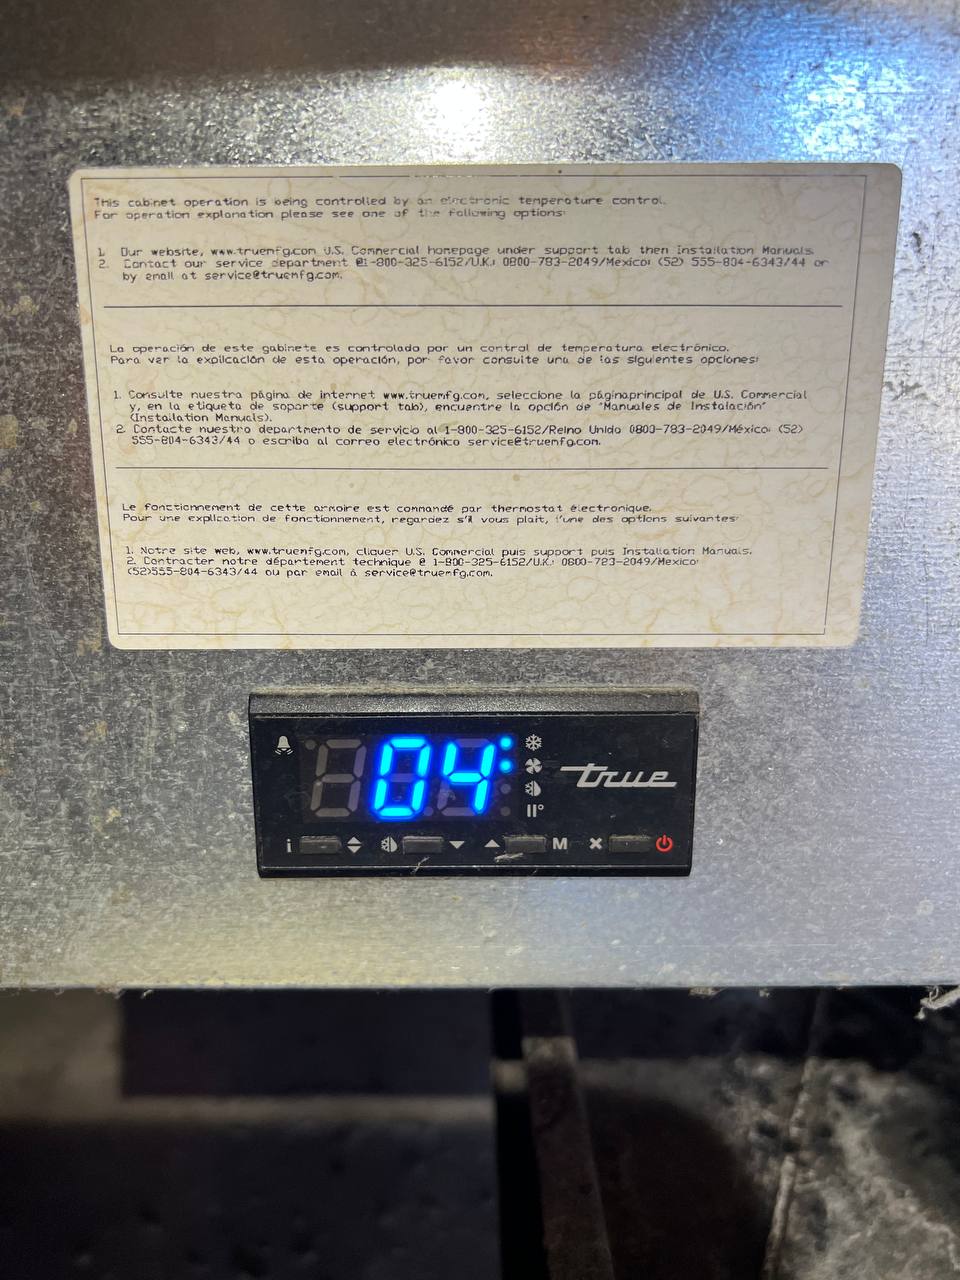 This cabinet operation is being controlled by an electronic temperature control.
For operation explanation please see one of the following options:
1. Our website, www.truemfg.com U.S. Commercial homepage under support tab then Installation Manuals.
2. Contact our service department @1-800-325-6152/U.K.: 0800-783-2049/Mexico: (52) 555-804-6343/44 or
by email at service@truemfg.com.
La operación de este gabinete es controlado por un control de temperatura electrónico.
Para ver la explicación de esta operación, por favor consulte una de las siguientes opciones:
1. Consulte nuestra página de internet www.truemfg.com, seleccione la páginaprincipal de U.S. Commercial
y, en la etiqueta de soporte (support tab), encuentre la opción de "Manuales de Instalación"
(Installation Manuals).
2. Contacte nuestro departmento de servicio al 1-800-325-6152/Reino Unido 0800-783-2049/México: (52)
555-804-6343/44 o escriba al correo electrónico service@truemfg.com.
Le fonctionnement de cette armoire est commandé par thermostat électronique.
Pour une explication de fonctionnement, regardez s'il vous plait, l'une des options suivantes:
1. Notre site web, www.truemfg.com, cliquer U.S. Commercial puis support puis Installation Manuals.
2. Contracter notre département technique @ 1-800-325-6152/U.K.: 0800-783-2049/Mexico:
(52)555-804-6343/44 ou par email à service@truemfg.com.
04
true
i M